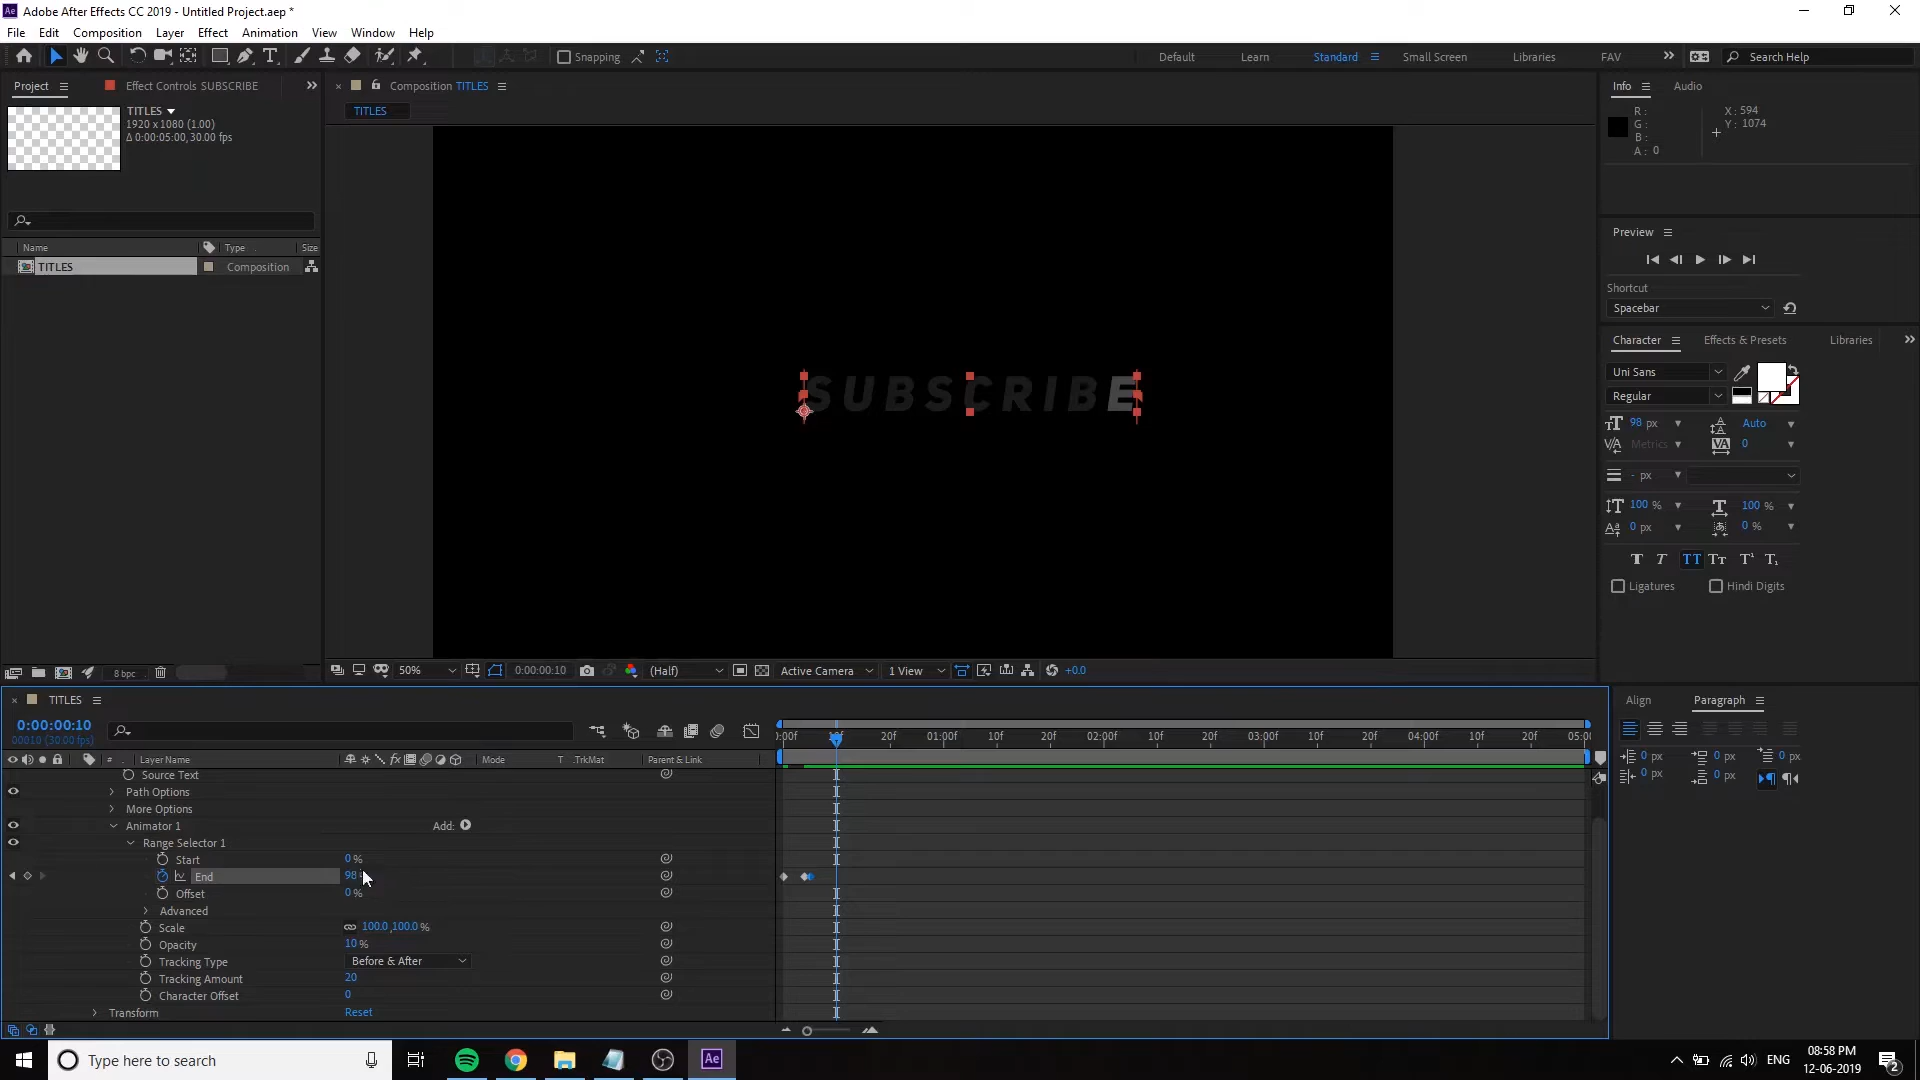 Adobe After Effects CC 2019 - Untitled Project.aep *
File Edit Composition Layer Effect Animation View Window Help
Snapping Default Learn Standard Small Screen Libraries FAV Search Help
Project Effect Controls SUBSCRIBE
TITLES
1920 x 1080 (1.00)
Δ 0:00:05:00, 30.00 fps
Name Type Size
TITLES Composition
8 bpc
Composition TITLES
TITLES
SUBSCRIBE
50% 0:00:00:10 (Half) Active Camera 1 View +0.0
Info Audio
R: X: 594
G: Y: 1074
B:
A: 0
Preview
Shortcut
Spacebar
Character Effects & Presets Libraries
Uni Sans
Regular
98 px Auto
Metrics 0
- px
100 % 100 %
0 px 0 %
TT Tt T¹ T₁
Ligatures Hindi Digits
TITLES
0:00:00:10
00010 (30.00 fps)
20f 01:00f 10f 20f 02:00f 10f 20f 03:00f 10f 20f 04:00f 10f 20f
# Layer Name fx Mode T .TrkMat Parent & Link
Source Text
Path Options
More Options
Animator 1 Add:
Range Selector 1
Start 0 %
End 98
Offset 0 %
Advanced
Scale 100.0, 100.0 %
Opacity 10 %
Tracking Type Before & After
Tracking Amount 20
Character Offset 0
Transform Reset
Align Paragraph
0 px 0 px 0 px
0 px 0 px
Type here to search
Ae
ENG
08:58 PM
12-06-2019
2